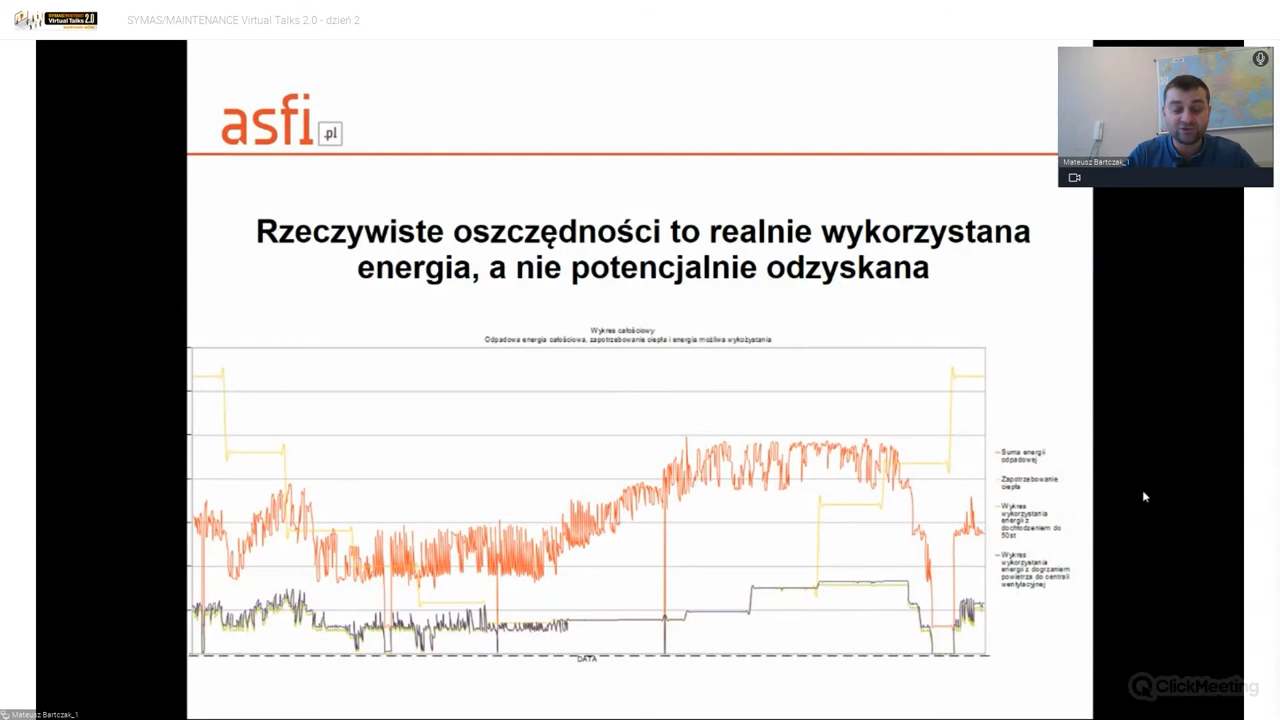 SYMAS/MAINTENANCE Virtual Talks 2.0 - dzień 2
asfi .pl
Mateusz Bartczak_1
Rzeczywiste oszczędności to realnie wykorzystana
energia, a nie potencjalnie odzyskana
Wykres całościowy
Odpadowa energia całościowa, zapotrzebowanie ciepła i energia możliwa wykożystania
Suma energii
odpadowej
Zapotrzebowanie
ciepła
Wykres
wykorzystania
energii z
dochłodzeniem do
50st
Wykres
wykorzystania
energii z dogrzaniem
powietrza do centrali
wentylacyjnej
DATA
ClickMeeting
Mateusz Bartczak_1